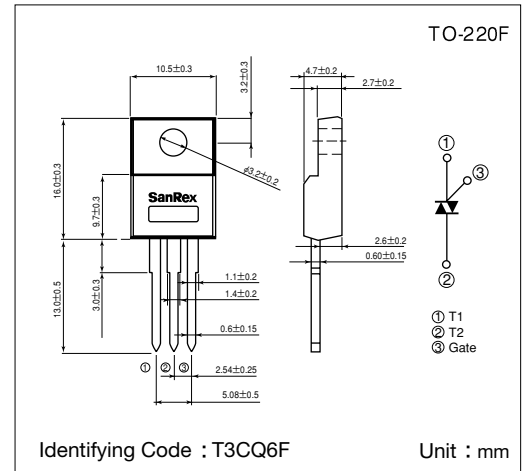 TO-220F
10.5±0.3
3.2±0.3
4.7±0.2
2.7±0.2
φ3.2±0.2
16.0±0.3
9.7±0.3
SanRex
①
③
②
2.6±0.2
0.60±0.15
13.0±0.5
3.0±0.3
1.1±0.2
1.4±0.2
0.6±0.15
① ② ③
2.54±0.25
5.08±0.5
① T1
② T2
③ Gate
Identifying Code：T3CQ6F
Unit：mm